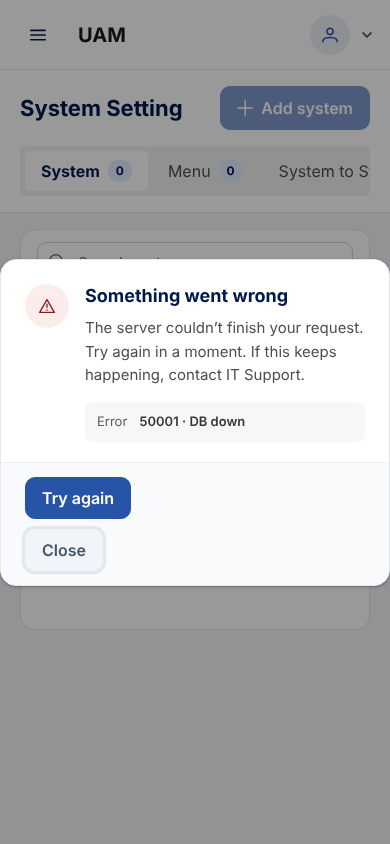 UAM
System Setting
Add system
System 0 Menu 0 System to S
Something went wrong
The server couldn’t finish your request.
Try again in a moment. If this keeps
happening, contact IT Support.
Error 50001 · DB down
Try again
Close